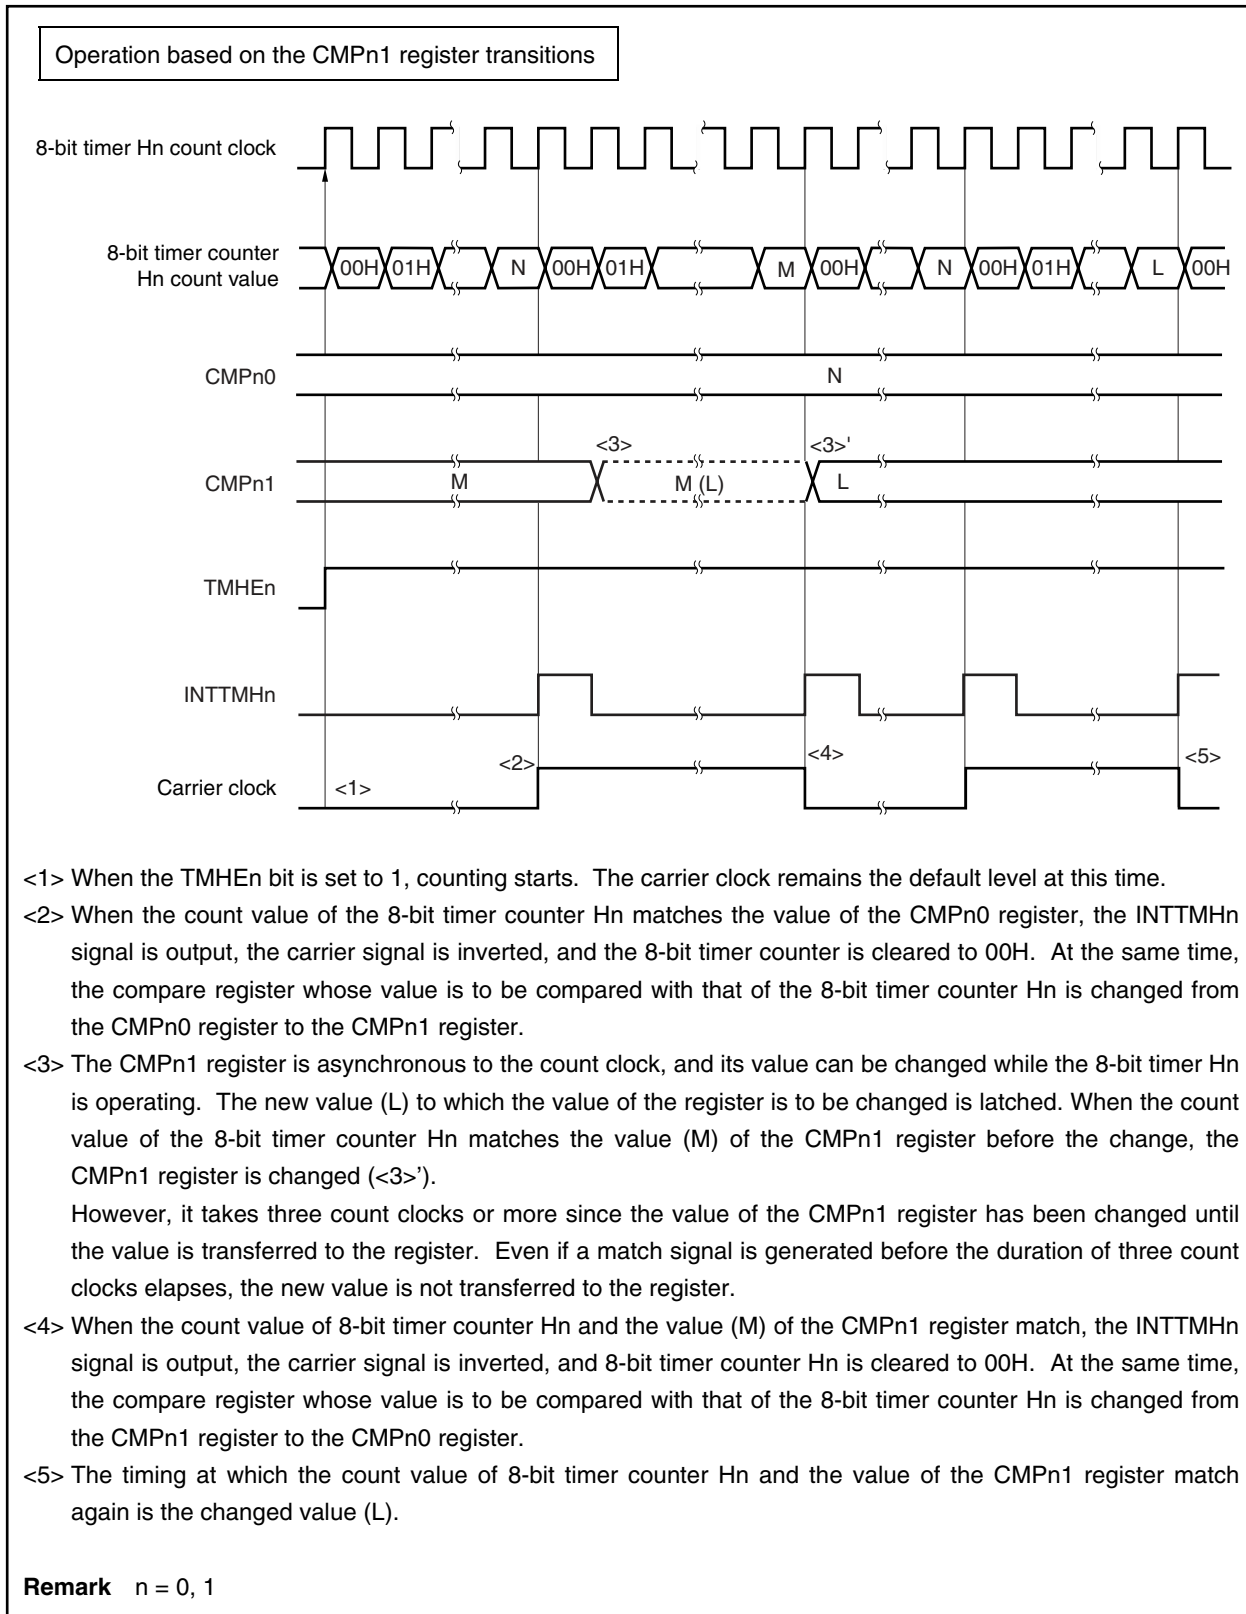 Operation based on the CMPn1 register transitions
8-bit timer Hn count clock
8-bit timer counter
Hn count value
00H 01H N 00H 01H M 00H N 00H 01H L 00H
CMPn0
N
<3> <3>'
CMPn1
M M (L) L
TMHEn
INTTMHn
<2> <4> <5>
Carrier clock
<1>
<1> When the TMHEn bit is set to 1, counting starts. The carrier clock remains the default level at this time.
<2> When the count value of the 8-bit timer counter Hn matches the value of the CMPn0 register, the INTTMHn
signal is output, the carrier signal is inverted, and the 8-bit timer counter is cleared to 00H. At the same time,
the compare register whose value is to be compared with that of the 8-bit timer counter Hn is changed from
the CMPn0 register to the CMPn1 register.
<3> The CMPn1 register is asynchronous to the count clock, and its value can be changed while the 8-bit timer Hn
is operating. The new value (L) to which the value of the register is to be changed is latched. When the count
value of the 8-bit timer counter Hn matches the value (M) of the CMPn1 register before the change, the
CMPn1 register is changed (<3>’).
However, it takes three count clocks or more since the value of the CMPn1 register has been changed until
the value is transferred to the register. Even if a match signal is generated before the duration of three count
clocks elapses, the new value is not transferred to the register.
<4> When the count value of 8-bit timer counter Hn and the value (M) of the CMPn1 register match, the INTTMHn
signal is output, the carrier signal is inverted, and 8-bit timer counter Hn is cleared to 00H. At the same time,
the compare register whose value is to be compared with that of the 8-bit timer counter Hn is changed from
the CMPn1 register to the CMPn0 register.
<5> The timing at which the count value of 8-bit timer counter Hn and the value of the CMPn1 register match
again is the changed value (L).
Remark n = 0, 1